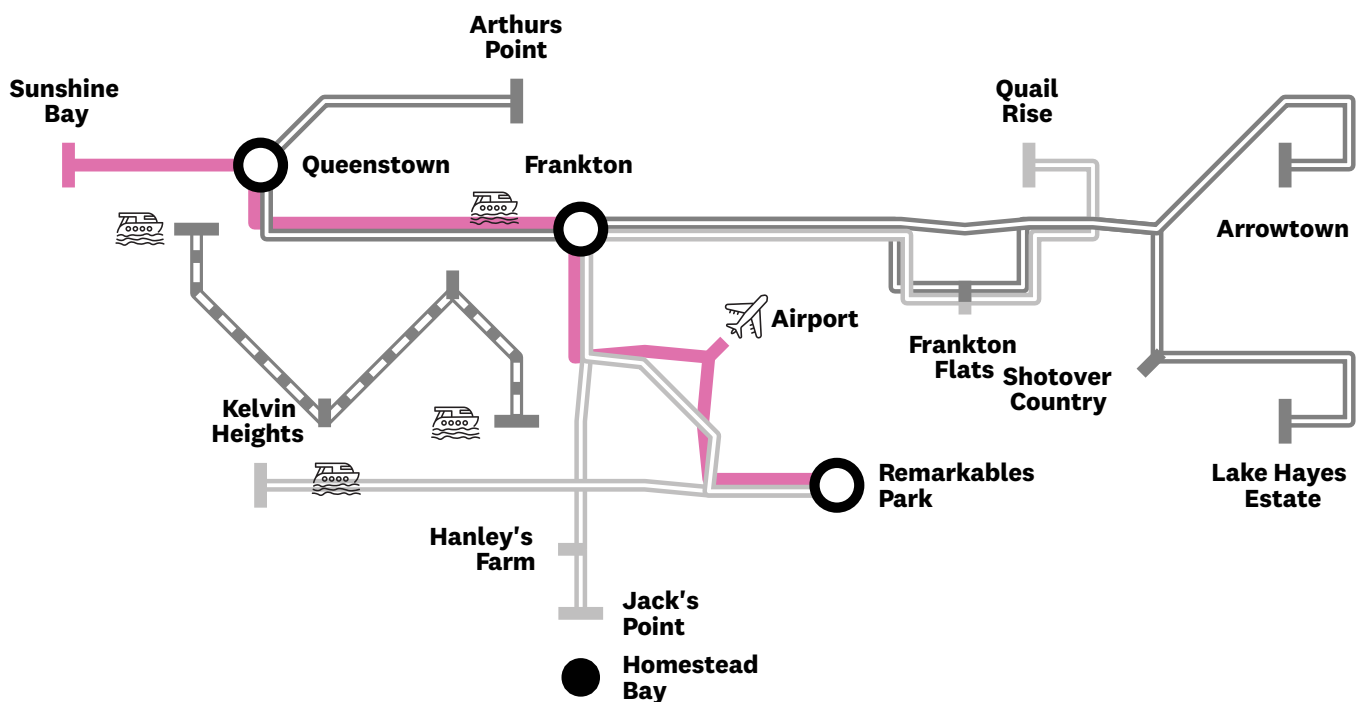 Arthurs
Point
Sunshine
Bay
Quail
Rise
Queenstown
Frankton
Arrowtown
Airport
Frankton
Flats
Shotover
Country
Kelvin
Heights
Remarkables
Park
Lake Hayes
Estate
Hanley's
Farm
Jack's
Point
Homestead
Bay